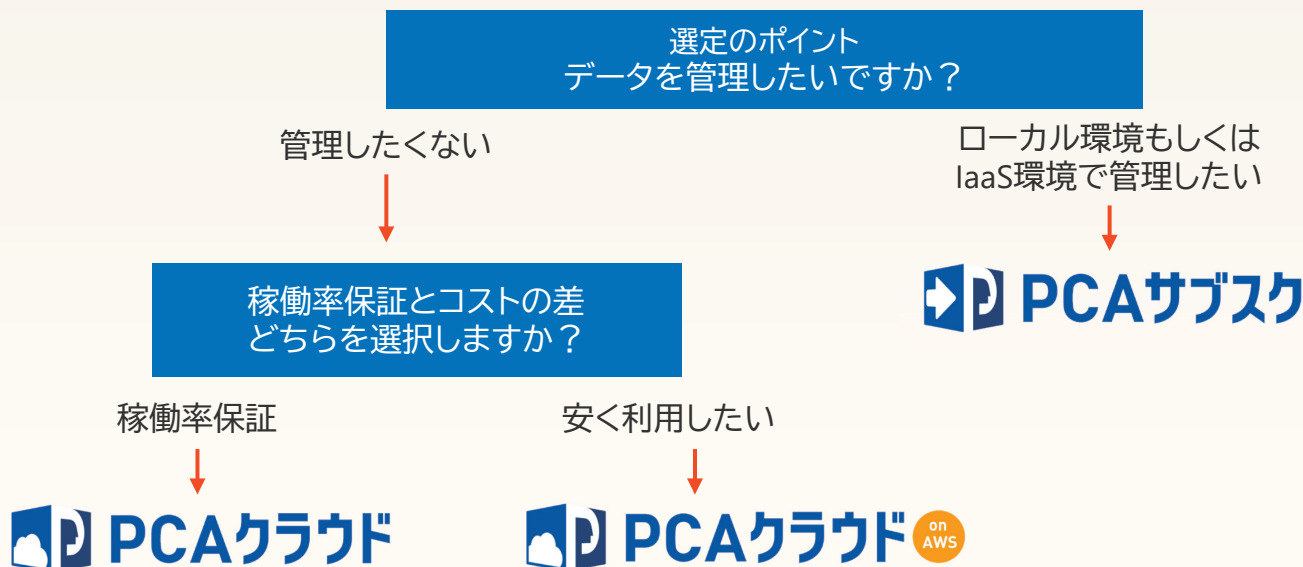 選定のポイント
データを管理したいですか？
管理したくない
ローカル環境もしくは
IaaS環境で管理したい
稼働率保証とコストの差
どちらを選択しますか？
PCAサブスク
稼働率保証
安く利用したい
PCAクラウド
PCAクラウド on AWS